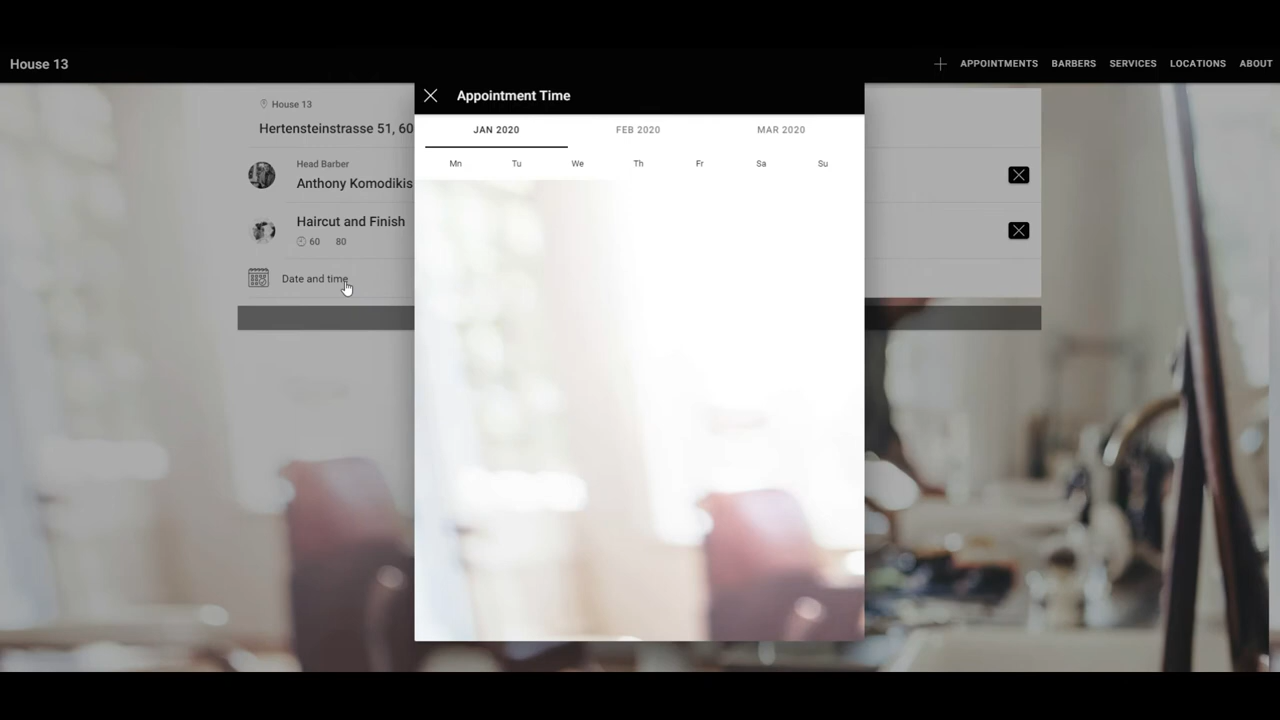 House 13
APPOINTMENTS BARBERS SERVICES LOCATIONS ABOUT
House 13
Hertensteinstrasse 51, 60
Head Barber
Anthony Komodikis
Haircut and Finish
60 80
Date and time
Appointment Time
JAN 2020 FEB 2020 MAR 2020
Mn Tu We Th Fr Sa Su